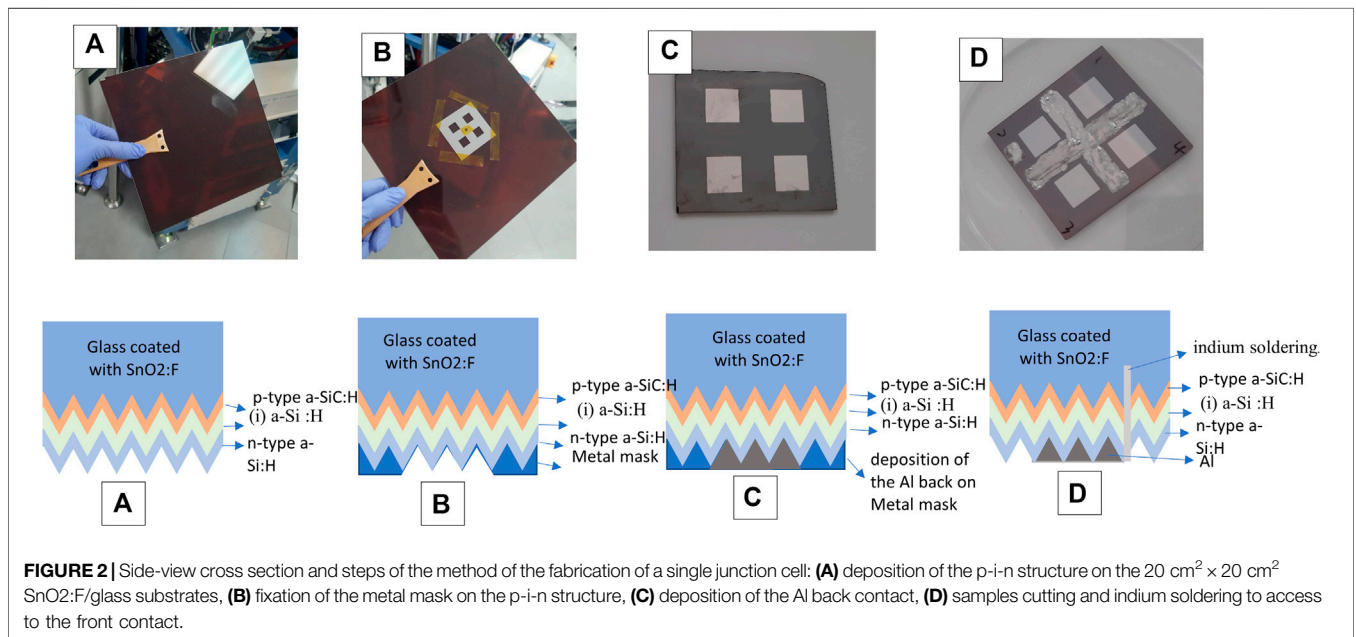 A
B
C
D
Glass coated
with SnO2:F
p-type a-SiC:H
(i) a-Si :H
n-type a-
Si:H
A
Glass coated
with SnO2:F
p-type a-SiC:H
(i) a-Si:H
n-type a-Si:H
Metal mask
B
Glass coated
with SnO2:F
p-type a-SiC:H
(i) a-Si :H
n-type a-Si:H
deposition of
the Al back on
Metal mask
C
Glass coated
with SnO2:F
indium soldering.
p-type a-SiC:H
(i) a-Si :H
n-type a-
Si:H
Al
D
FIGURE 2 | Side-view cross section and steps of the method of the fabrication of a single junction cell: (A) deposition of the p-i-n structure on the 20 cm² × 20 cm²
SnO2:F/glass substrates, (B) fixation of the metal mask on the p-i-n structure, (C) deposition of the Al back contact, (D) samples cutting and indium soldering to access
to the front contact.